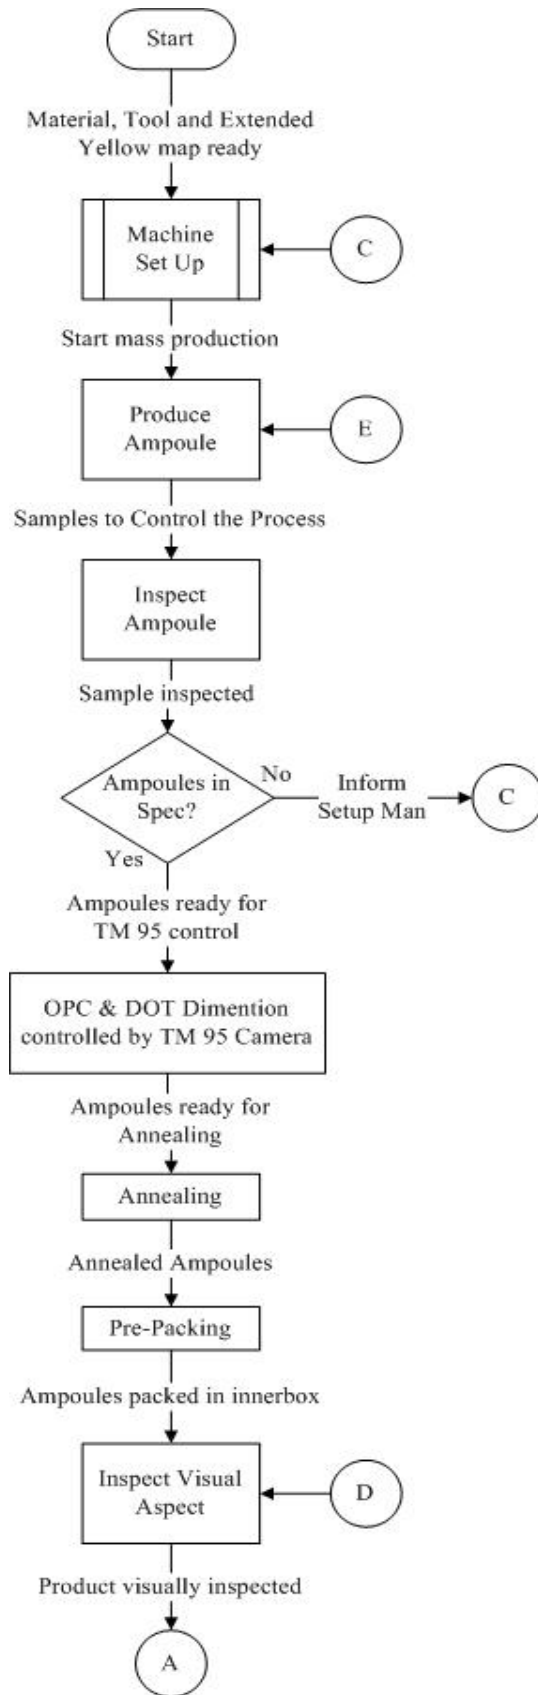 Start
Material, Tool and Extended
Yellow map ready
Machine
Set Up
C
Start mass production
Produce
Ampoule
E
Samples to Control the Process
Inspect
Ampoule
Sample inspected
Ampoules in
Spec?
No
Inform
Setup Man
C
Yes
Ampoules ready for
TM 95 control
OPC & DOT Dimention
controlled by TM 95 Camera
Ampoules ready for
Annealing
Annealing
Annealed Ampoules
Pre-Packing
Ampoules packed in innerbox
Inspect Visual
Aspect
D
Product visually inspected
A